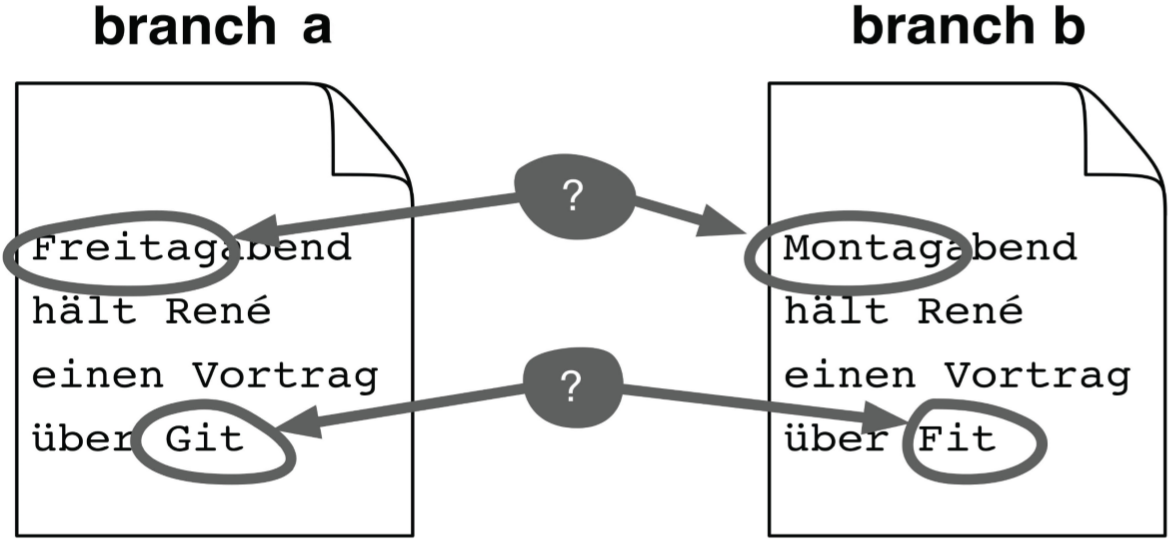 branch a
Freitagabend
hält René
einen Vortrag
über Git
?
?
branch b
Montagabend
hält René
einen Vortrag
über Fit